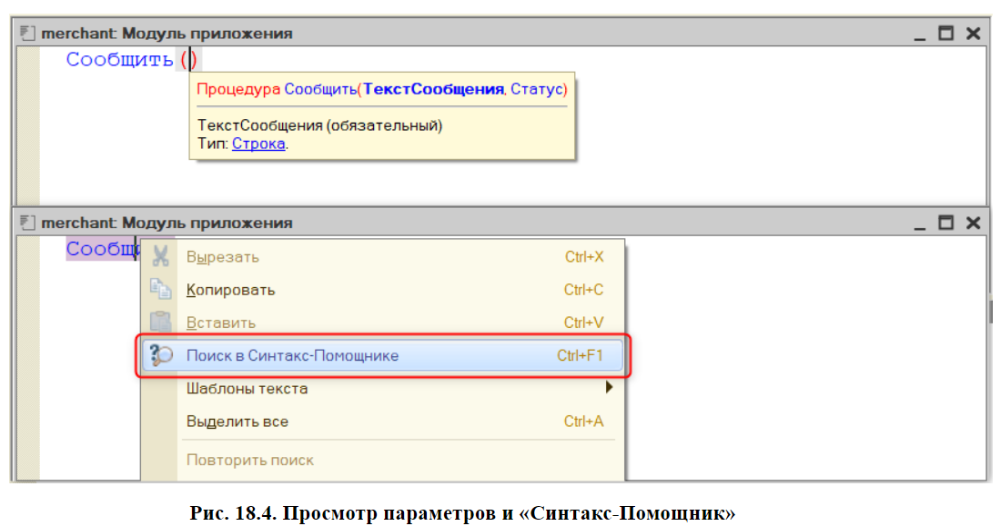 merchant: Модуль приложения
Сообщить()
Процедура Сообщить(ТекстСообщения, Статус)
ТекстСообщения (обязательный)
Тип: Строка.
merchant: Модуль приложения
Сообщ
Вырезать Ctrl+X
Копировать Ctrl+C
Вставить Ctrl+V
Поиск в Синтакс-Помощнике Ctrl+F1
Шаблоны текста
Выделить все Ctrl+A
Повторить поиск
Рис. 18.4. Просмотр параметров и «Синтакс-Помощник»